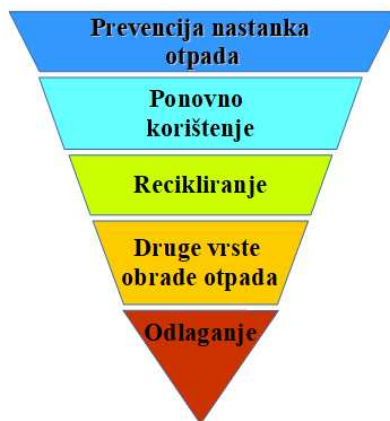 Prevencija nastanka
otpada
Ponovno
korištenje
Recikliranje
Druge vrste
obrade otpada
Odlaganje